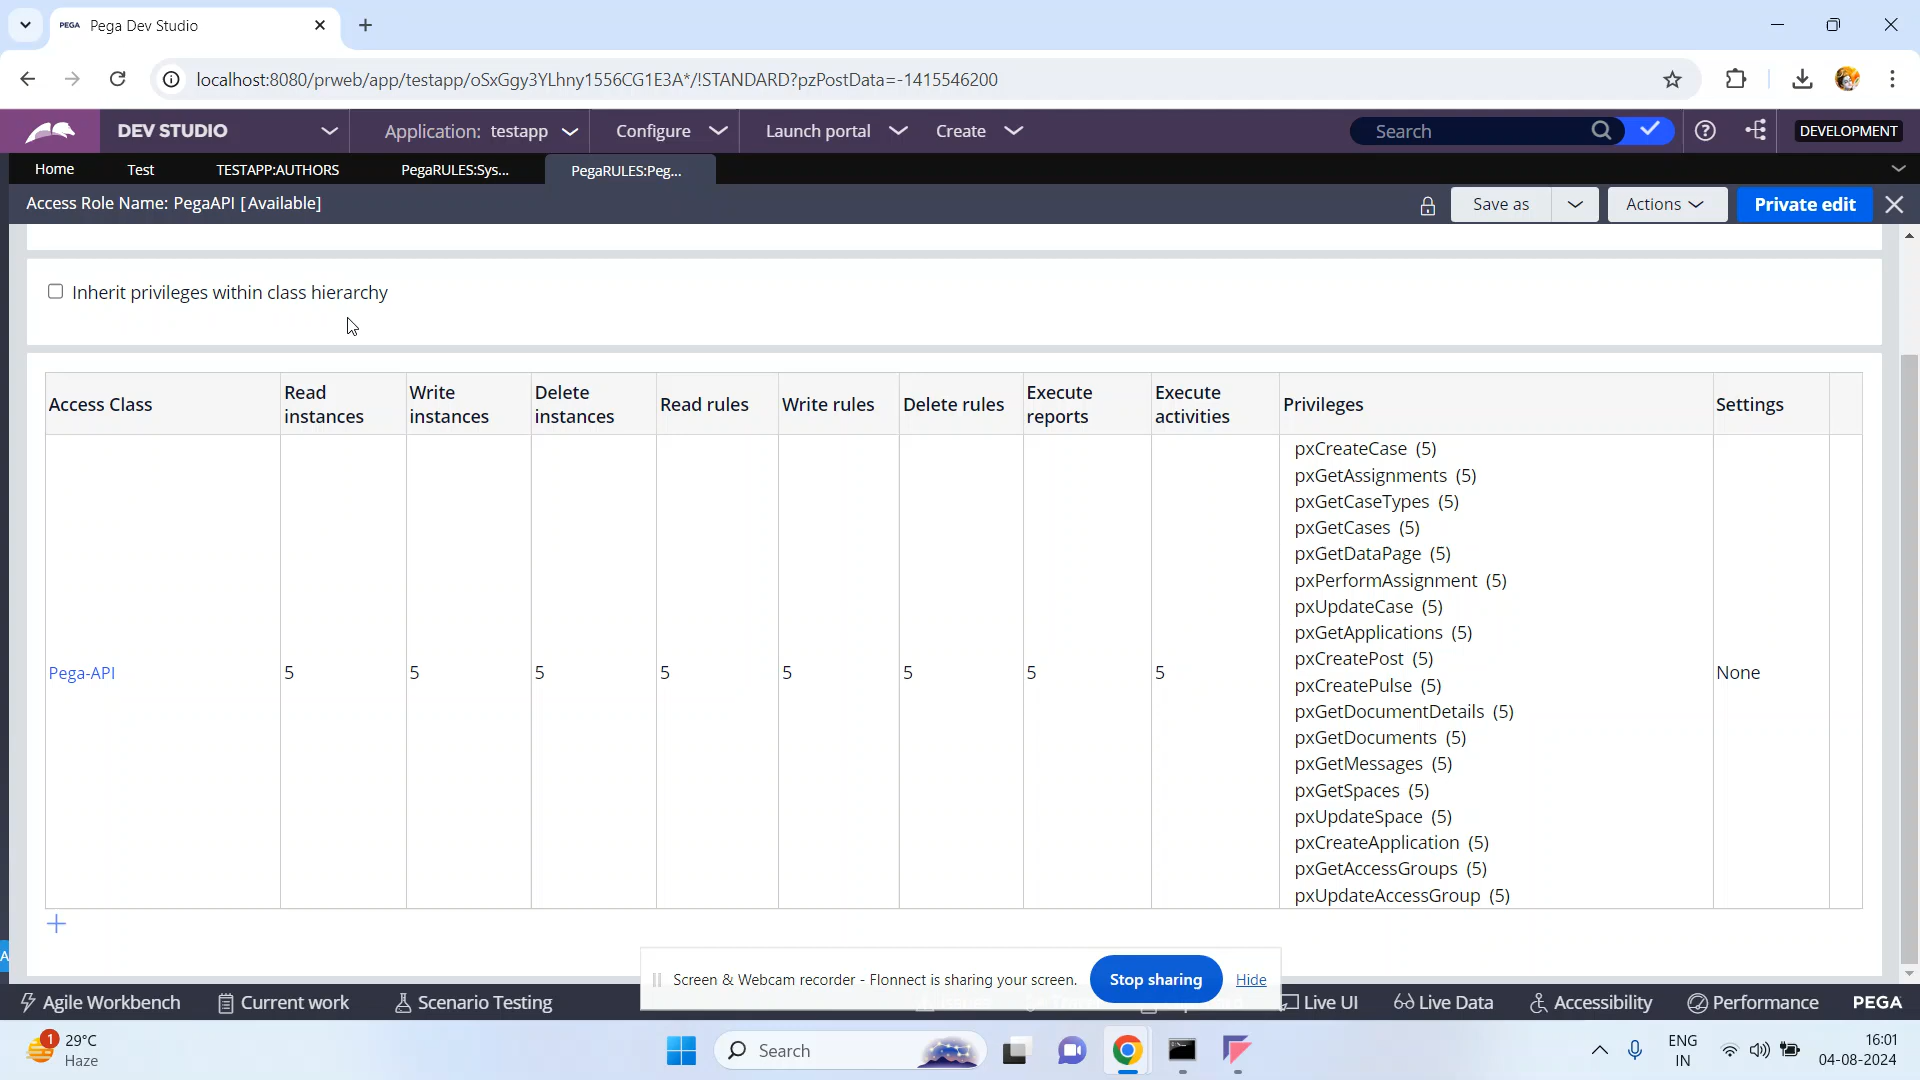 PEGA Pega Dev Studio
localhost:8080/prweb/app/testapp/oSxGgy3YLhny1556CG1E3A*/!STANDARD?pzPostData=-1415546200
DEV STUDIO Application: testapp Configure Launch portal Create Search DEVELOPMENT
Home Test TESTAPP:AUTHORS PegaRULES:Sys... PegaRULES:Peg...
Access Role Name: PegaAPI [Available] Save as Actions Private edit
Inherit privileges within class hierarchy
Access Class Read instances Write instances Delete instances Read rules Write rules Delete rules Execute reports Execute activities Privileges Settings
pxCreateCase (5)
pxGetAssignments (5)
pxGetCaseTypes (5)
pxGetCases (5)
pxGetDataPage (5)
pxPerformAssignment (5)
pxUpdateCase (5)
pxGetApplications (5)
pxCreatePost (5)
Pega-API 5 5 5 5 5 5 5 5 None
pxCreatePulse (5)
pxGetDocumentDetails (5)
pxGetDocuments (5)
pxGetMessages (5)
pxGetSpaces (5)
pxUpdateSpace (5)
pxCreateApplication (5)
pxGetAccessGroups (5)
pxUpdateAccessGroup (5)
A
Screen & Webcam recorder - Flonnect is sharing your screen. Stop sharing Hide
Agile Workbench Current work Scenario Testing Live UI Live Data Accessibility Performance PEGA
1 29°C
Haze
Search
ENG
IN
16:01
04-08-2024